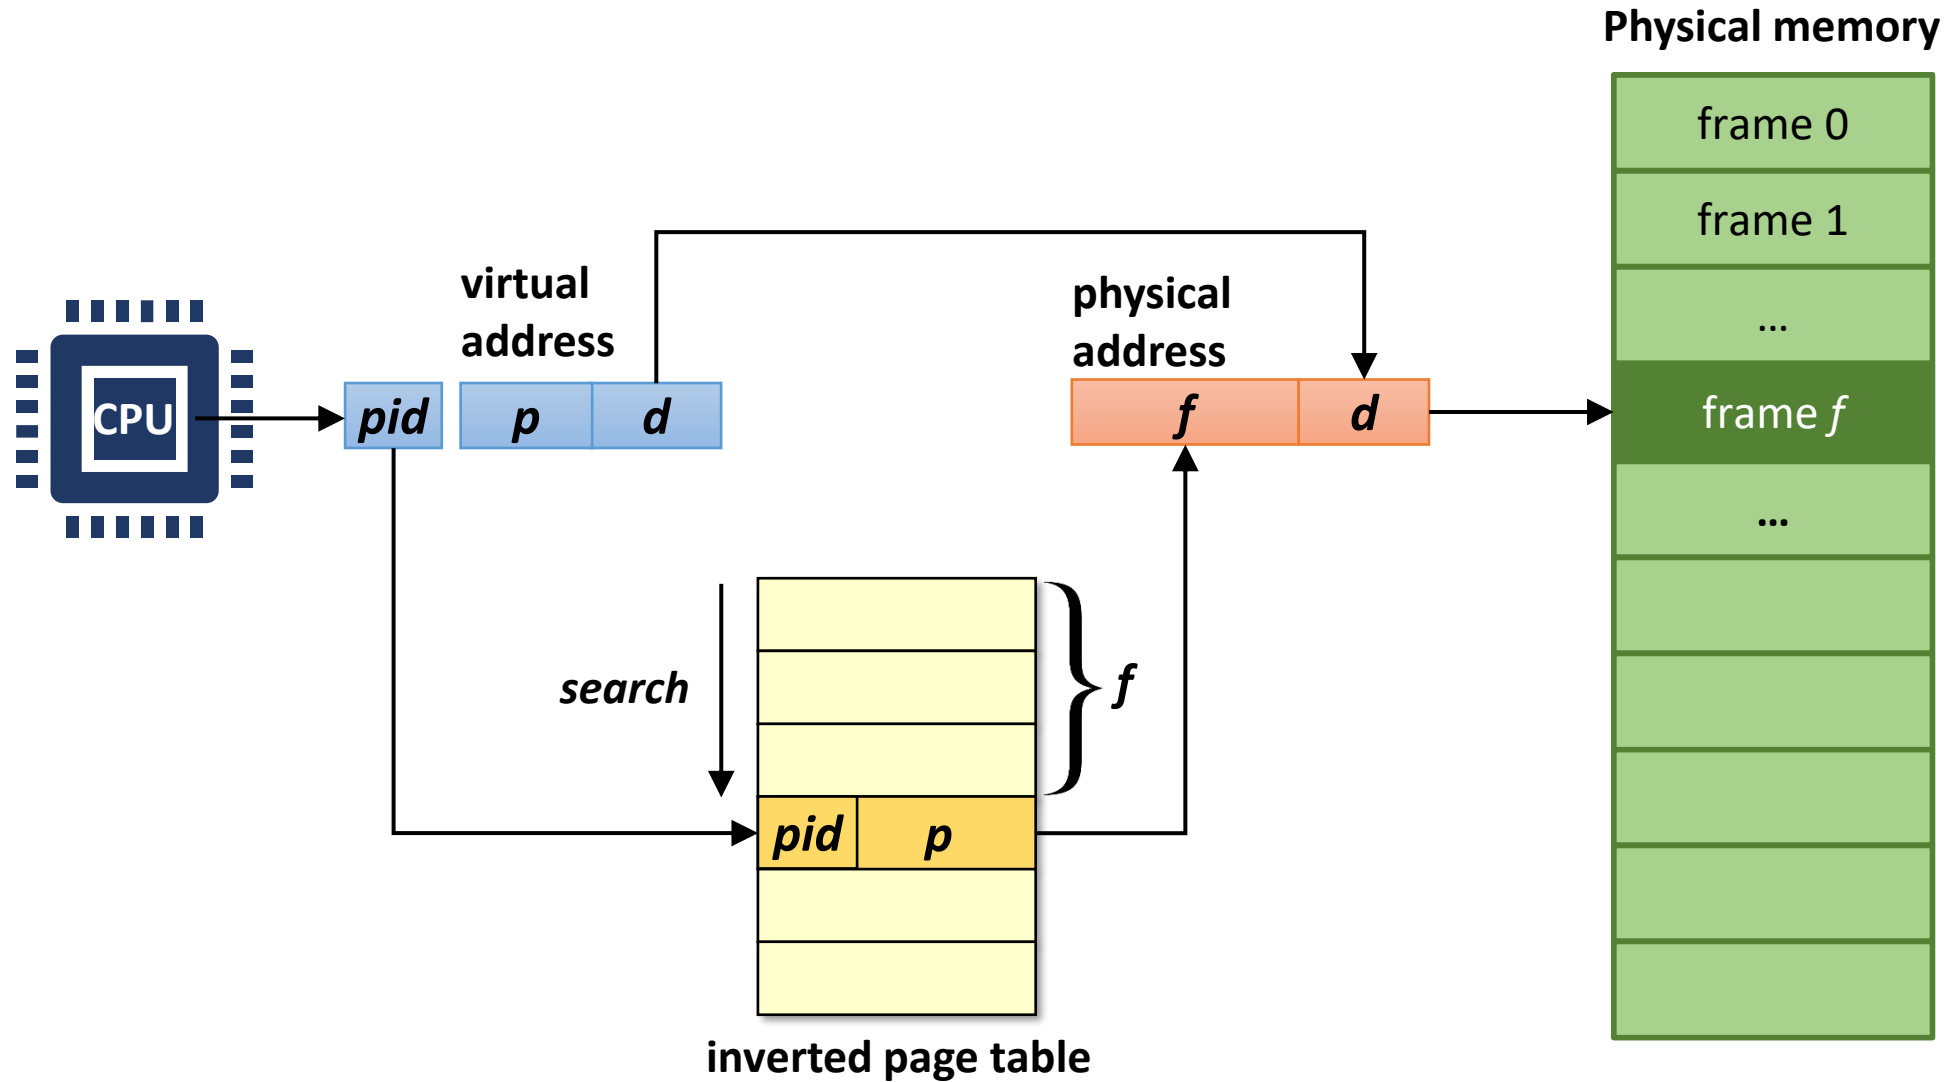 Physical memory
frame 0
frame 1
...
frame f
...
virtual
address
physical
address
CPU
pid p d
f d
search
f
pid p
inverted page table